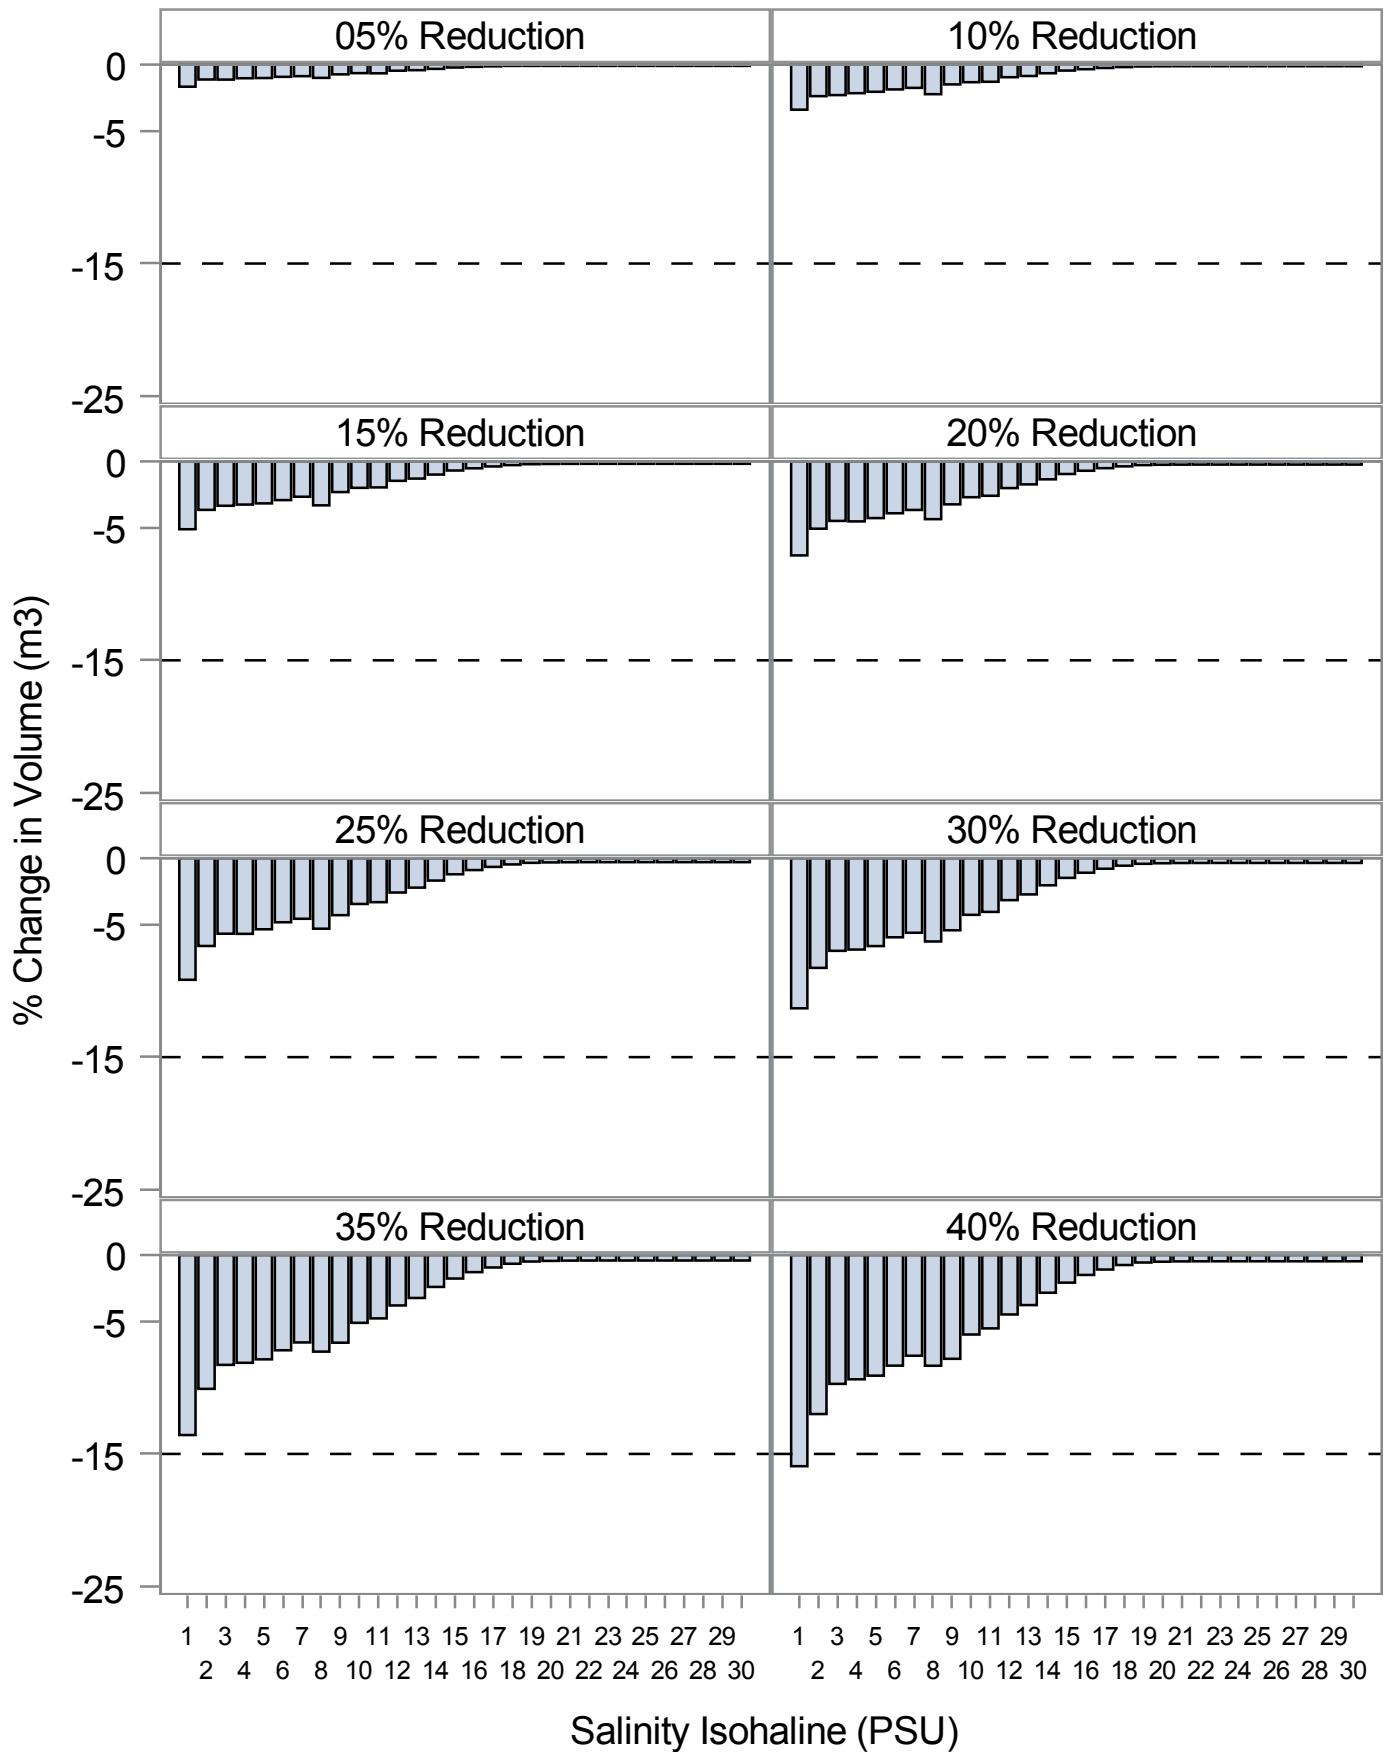 05% Reduction
10% Reduction
0
-5
-15
-25
15% Reduction
20% Reduction
0
-5
-15
-25
25% Reduction
30% Reduction
0
-5
-15
-25
35% Reduction
40% Reduction
0
-5
-15
-25
% Change in Volume (m3)
1 3 5 7 9 11 13 15 17 19 21 23 25 27 29
2 4 6 8 10 12 14 16 18 20 22 24 26 28 30
1 3 5 7 9 11 13 15 17 19 21 23 25 27 29
2 4 6 8 10 12 14 16 18 20 22 24 26 28 30
Salinity Isohaline (PSU)